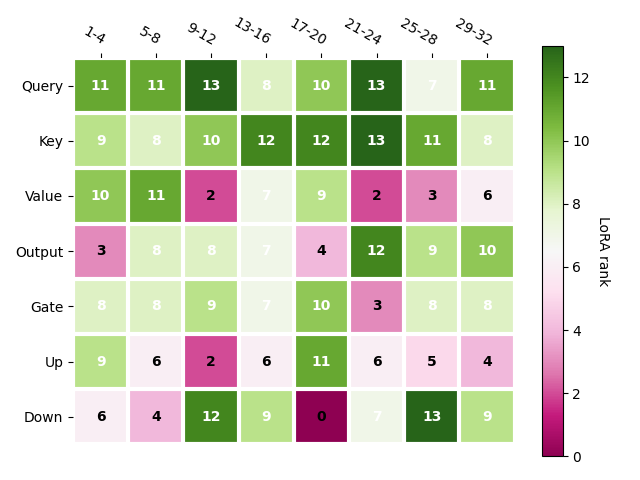 1-4 5-8 9-12 13-16 17-20 21-24 25-28 29-32
Query 11 11 13 8 10 13 7 11
Key 9 8 10 12 12 13 11 8
Value 10 11 2 7 9 2 3 6
Output 3 8 8 7 4 12 9 10
Gate 8 8 9 7 10 3 8 8
Up 9 6 2 6 11 6 5 4
Down 6 4 12 9 0 7 13 9
12
10
8
6
4
2
0
LoRA rank